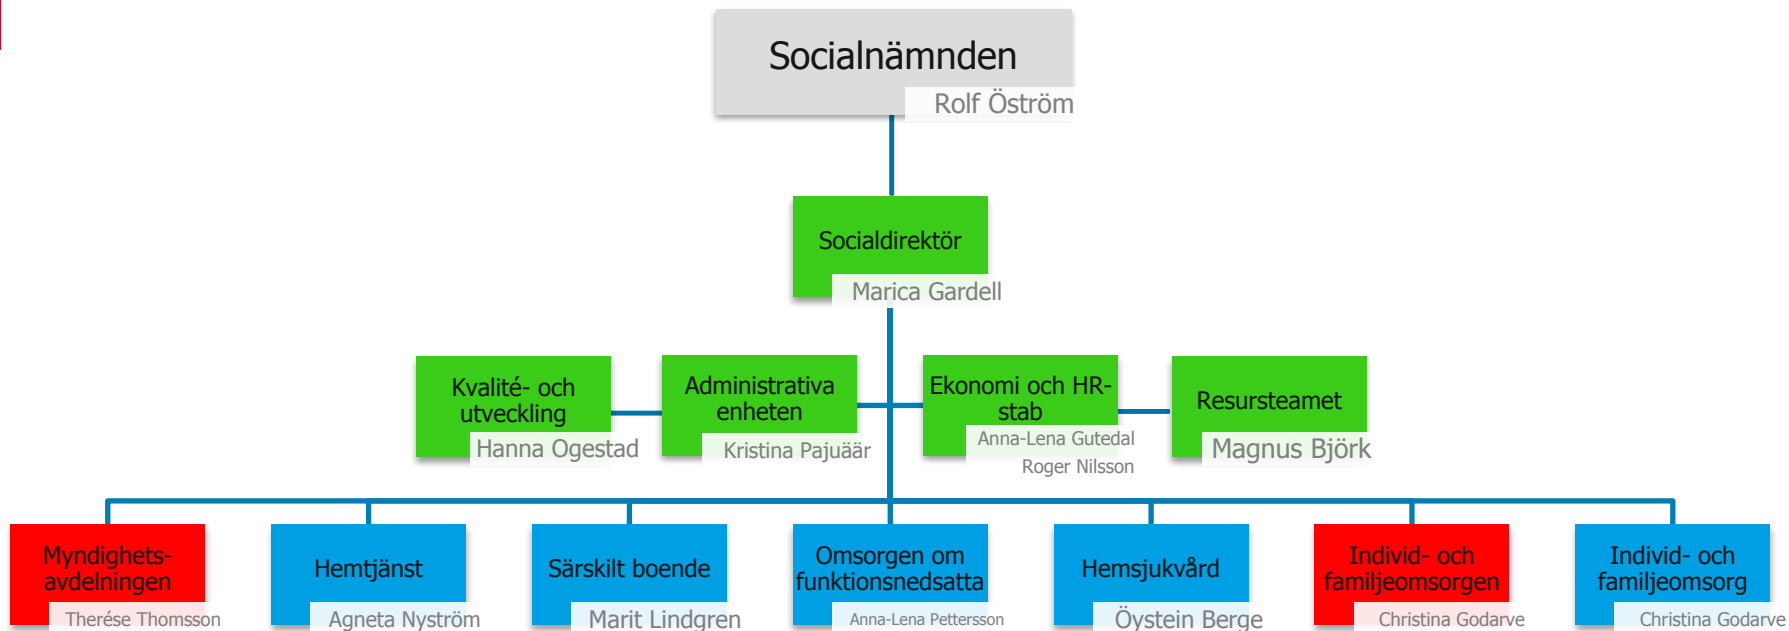 Socialnämnden
Rolf Öström
Socialdirektör
Marica Gardell
Kvalité- och
utveckling
Hanna Ogestad
Administrativa
enheten
Kristina Pajuäär
Ekonomi och HR-
stab
Anna-Lena Gutedal
Roger Nilsson
Resursteamet
Magnus Björk
Myndighets-
avdelningen
Therése Thomsson
Hemtjänst
Agneta Nyström
Särskilt boende
Marit Lindgren
Omsorgen om
funktionsnedsatta
Anna-Lena Pettersson
Hemsjukvård
Öystein Berge
Individ- och
familjeomsorgen
Christina Godarve
Individ- och
familjeomsorg
Christina Godarve